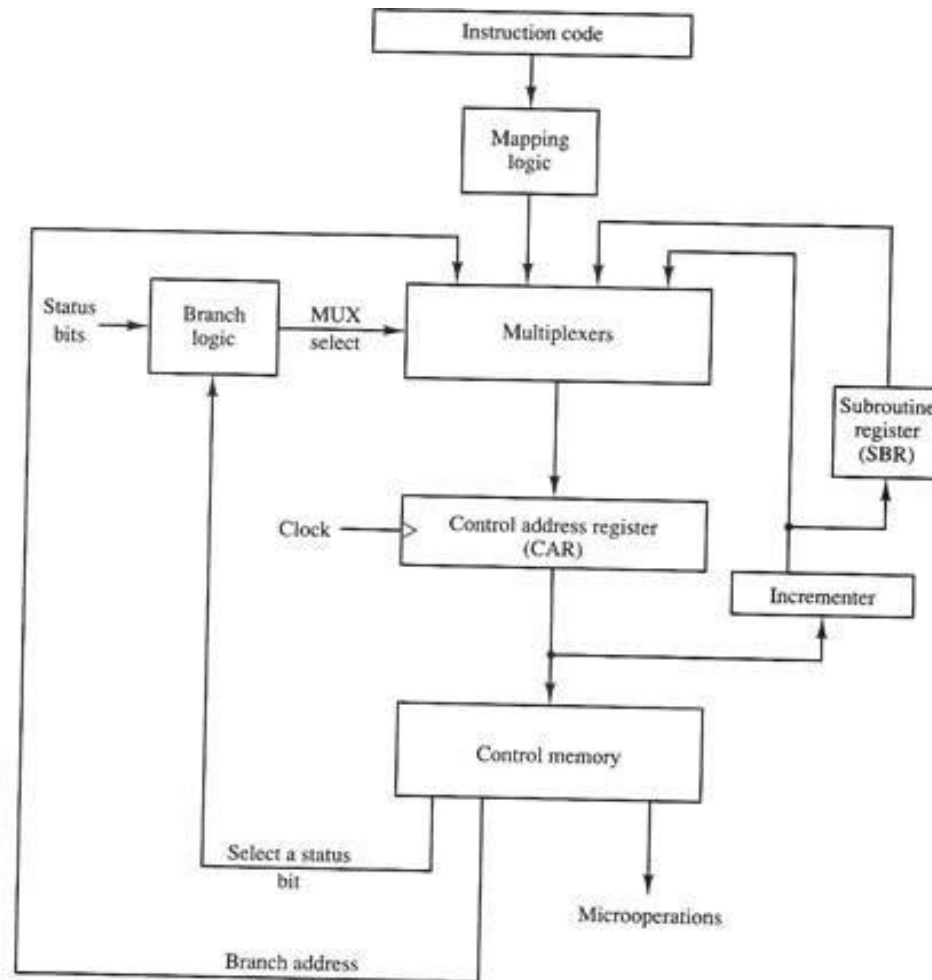 Instruction code
Mapping
logic
Status
bits
Branch
logic
MUX
select
Multiplexers
Subroutine
register
(SBR)
Clock
Control address register
(CAR)
Incrementer
Control memory
Select a status
bit
Microoperations
Branch address